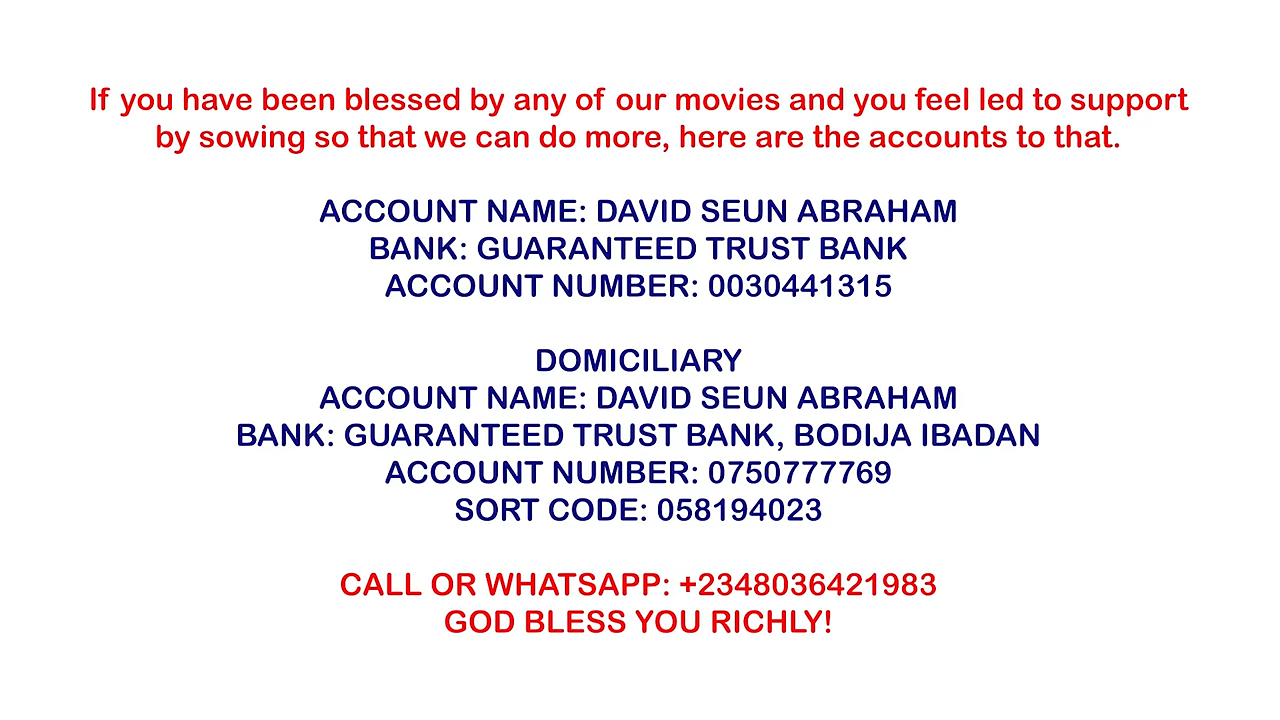 If you have been blessed by any of our movies and you feel led to support
by sowing so that we can do more, here are the accounts to that.
ACCOUNT NAME: DAVID SEUN ABRAHAM
BANK: GUARANTEED TRUST BANK
ACCOUNT NUMBER: 0030441315
DOMICILIARY
ACCOUNT NAME: DAVID SEUN ABRAHAM
BANK: GUARANTEED TRUST BANK, BODIJA IBADAN
ACCOUNT NUMBER: 0750777769
SORT CODE: 058194023
CALL OR WHATSAPP: +2348036421983
GOD BLESS YOU RICHLY!